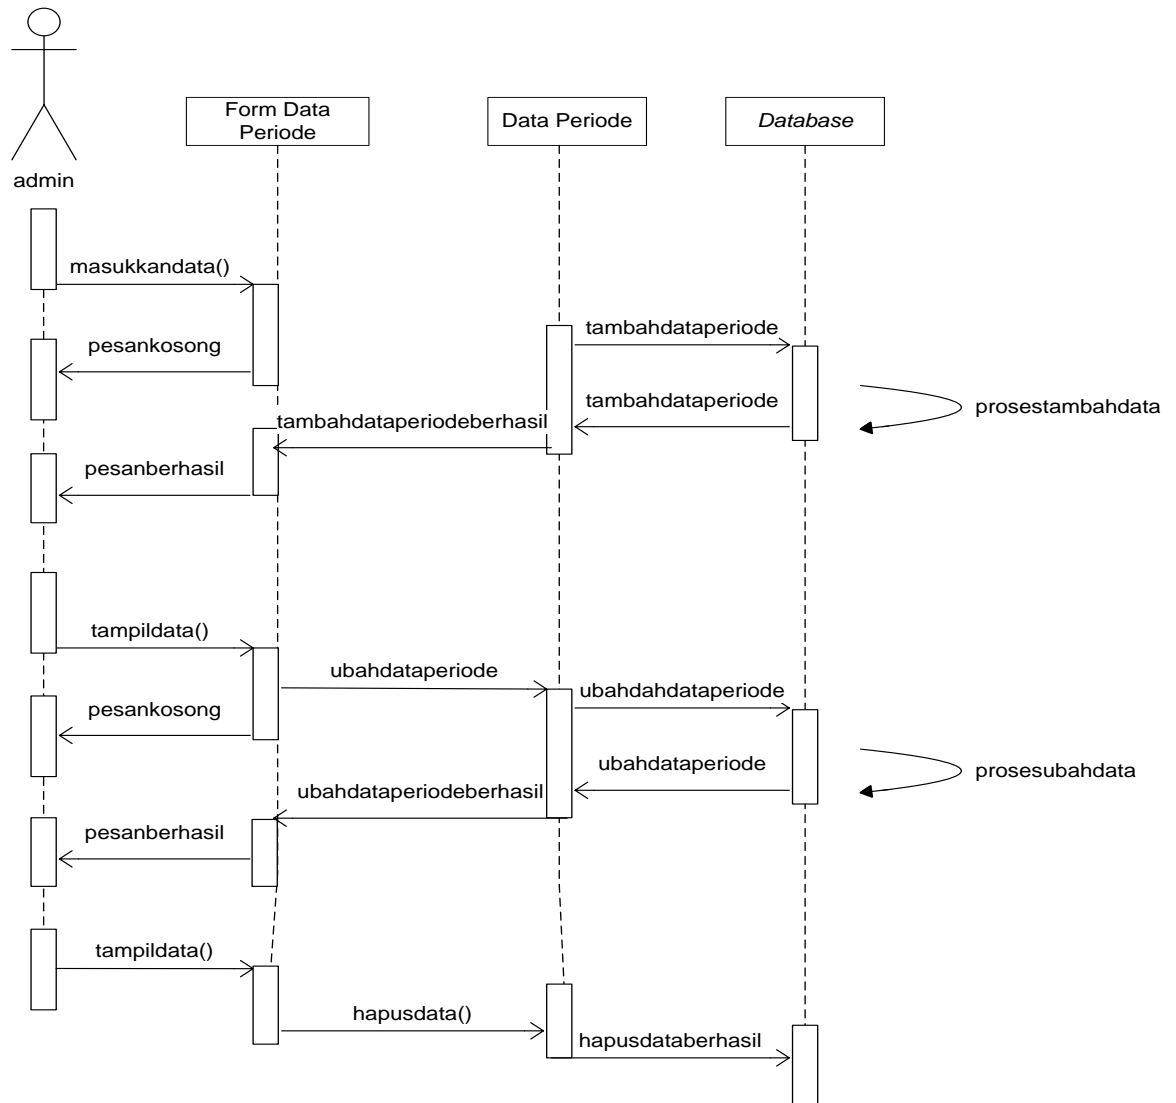 Form Data
Periode
Data Periode
Database
admin
masukkandata()
tambahdataperiode
pesankosong
tambahdataperiode
prosestambahdata
tambahdataperiodeberhasil
pesanberhasil
tampildata()
ubahdataperiode
ubahdahdataperiode
pesankosong
ubahdataperiode
prosesubahdata
ubahdataperiodeberhasil
pesanberhasil
tampildata()
hapusdata()
hapusdataberhasil